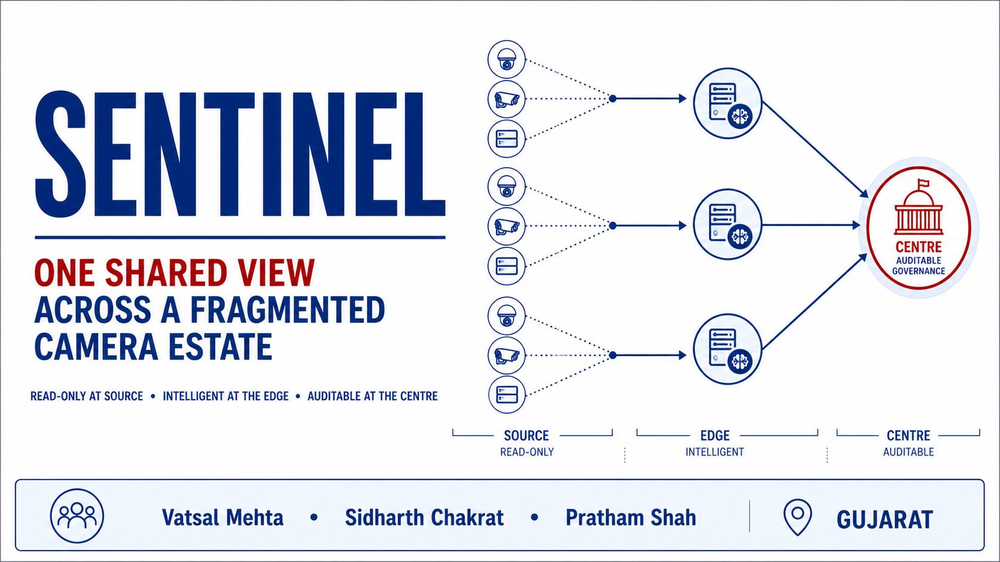 SENTINEL
ONE SHARED VIEW
ACROSS A FRAGMENTED
CAMERA ESTATE
READ-ONLY AT SOURCE • INTELLIGENT AT THE EDGE • AUDITABLE AT THE CENTRE
CENTRE
AUDITABLE
GOVERNANCE
SOURCE
READ-ONLY
EDGE
INTELLIGENT
CENTRE
AUDITABLE
Vatsal Mehta • Sidharth Chakrat • Pratham Shah
GUJARAT